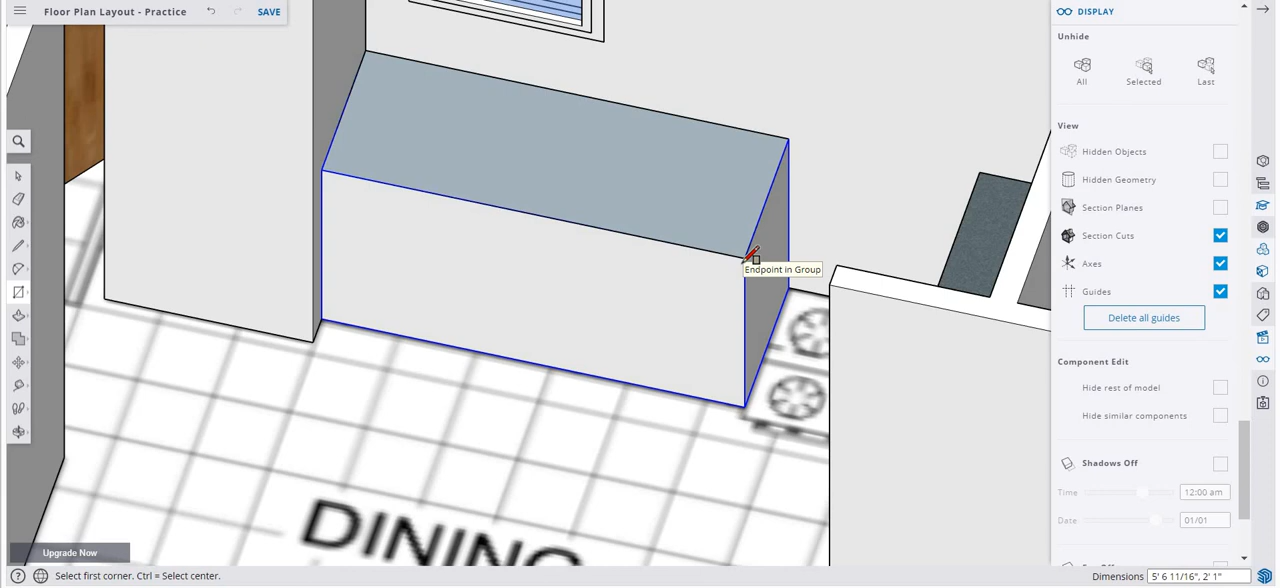 Floor Plan Layout - Practice
SAVE
DISPLAY
Unhide
All
Selected
Last
View
Hidden Objects
Hidden Geometry
Section Planes
Section Cuts
Axes
Guides
Delete all guides
Component Edit
Hide rest of model
Hide similar components
Shadows Off
Time
12:00 am
Date
01/01
Endpoint in Group
DINING
Upgrade Now
Select first corner. Ctrl = Select center.
Dimensions
5' 6 11/16", 2' 1"